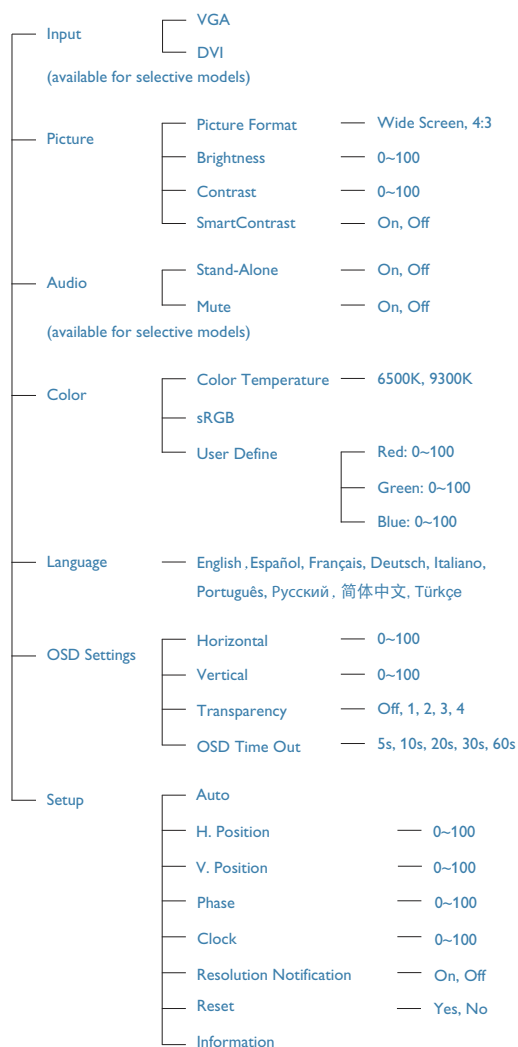 Input
VGA
DVI
(available for selective models)
Picture
Picture Format Wide Screen, 4:3
Brightness 0~100
Contrast 0~100
SmartContrast On, Off
Audio
Stand-Alone On, Off
Mute On, Off
(available for selective models)
Color
Color Temperature 6500K, 9300K
sRGB
User Define Red: 0~100
Green: 0~100
Blue: 0~100
Language English, Español, Français, Deutsch, Italiano,
Português, Русский, 简体中文, Türkçe
OSD Settings
Horizontal 0~100
Vertical 0~100
Transparency Off, 1, 2, 3, 4
OSD Time Out 5s, 10s, 20s, 30s, 60s
Setup
Auto
H. Position 0~100
V. Position 0~100
Phase 0~100
Clock 0~100
Resolution Notification On, Off
Reset Yes, No
Information